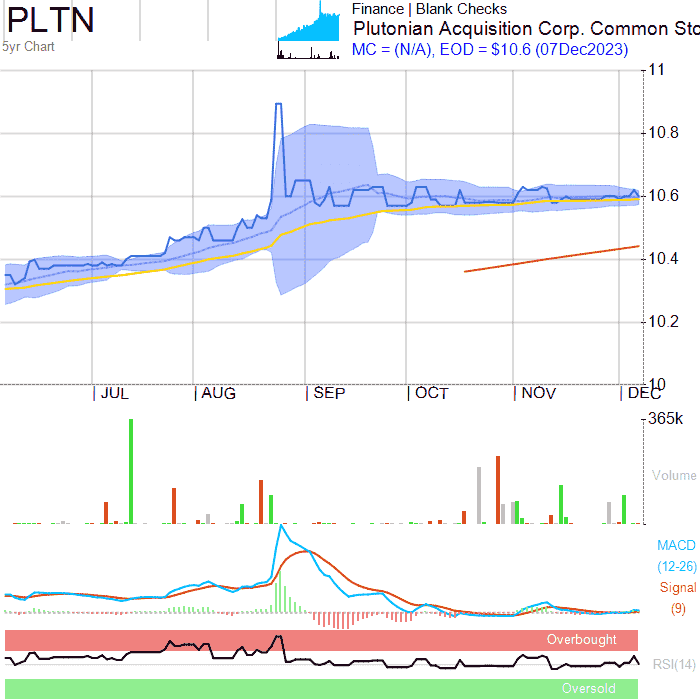 PLTN
5yr Chart
Finance | Blank Checks
Plutonian Acquisition Corp. Common Sto
MC = (N/A), EOD = $10.6 (07Dec2023)
11
10.8
10.6
10.4
10.2
10
JUL AUG SEP OCT NOV DEC
365k
Volume
MACD
(12-26)
Signal
(9)
Overbought
RSI(14)
Oversold